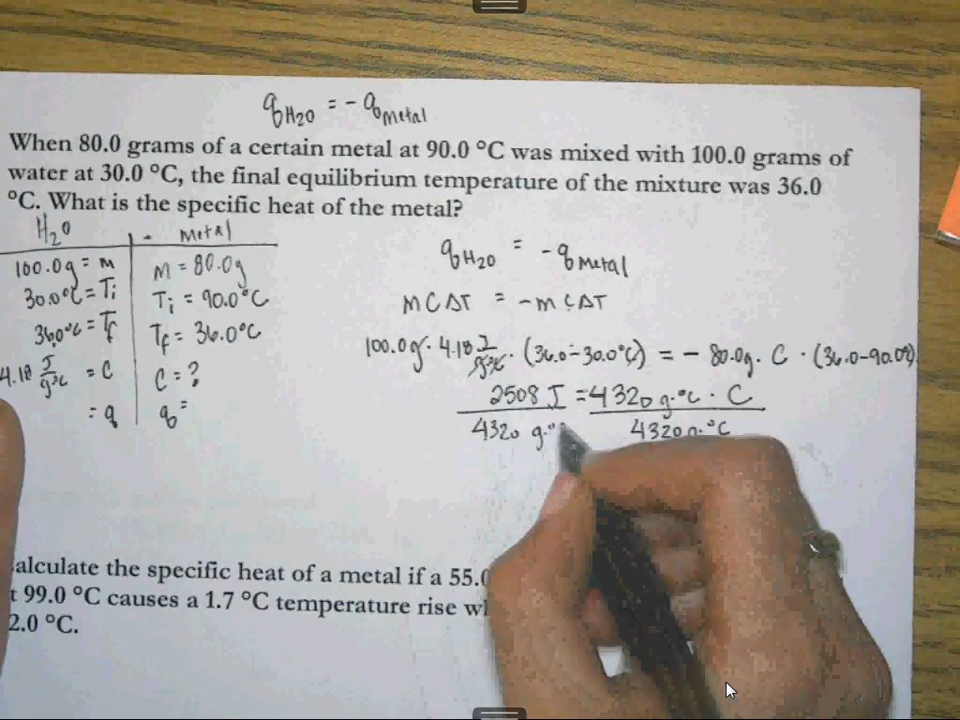 qH₂O = - qMetal
When 80.0 grams of a certain metal at 90.0 °C was mixed with 100.0 grams of
water at 30.0 °C, the final equilibrium temperature of the mixture was 36.0
°C. What is the specific heat of the metal?
H₂O - Metal
100.0g = m M = 80.0g
30.0°C = Ti Ti = 90.0°C
36.0°C = Tf Tf = 36.0°C
4.18 J/g°C = C C = ?
= q q =
qH₂O = -qMetal
MCΔT = -MCΔT
100.0g · 4.18 J/g°C · (36.0-30.0°C) = - 80.0g · C · (36.0-90.0°C)
2508 J = 4320 g·°C · C
4320 g·° 4320 g·°C
alculate the specific heat of a metal if a 55.0
t 99.0 °C causes a 1.7 °C temperature rise
2.0 °C.